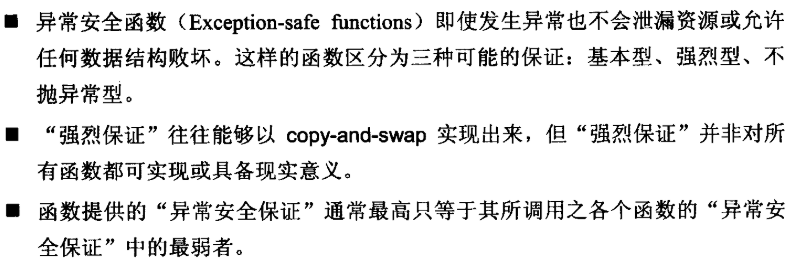 ■ 异常安全函数（Exception-safe functions）即使发生异常也不会泄漏资源或允许
任何数据结构败坏。这样的函数区分为三种可能的保证：基本型、强烈型、不
抛异常型。
■ “强烈保证”往往能够以 copy-and-swap 实现出来，但“强烈保证”并非对所
有函数都可实现或具备现实意义。
■ 函数提供的“异常安全保证”通常最高只等于其所调用之各个函数的“异常安
全保证”中的最弱者。